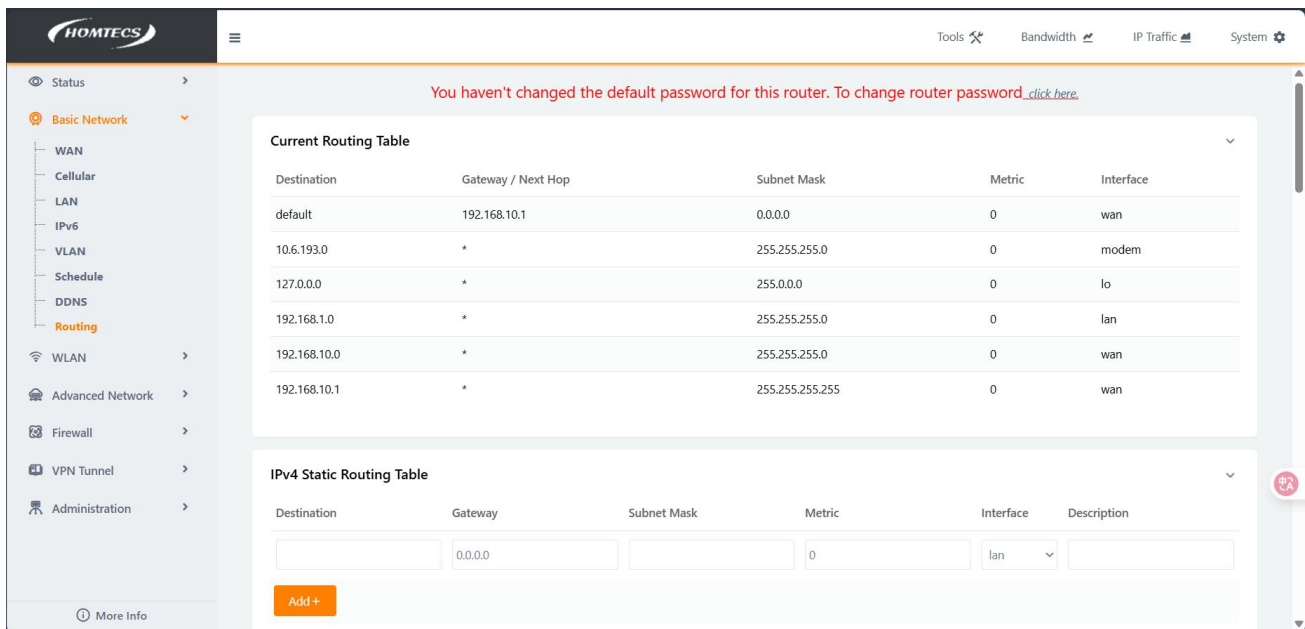 HOMTECS
Tools Bandwidth IP Traffic System
Status
Basic Network
WAN
Cellular
LAN
IPv6
VLAN
Schedule
DDNS
Routing
WLAN
Advanced Network
Firewall
VPN Tunnel
Administration
More Info
You haven't changed the default password for this router. To change router password click here.
Current Routing Table
Destination Gateway / Next Hop Subnet Mask Metric Interface
default 192.168.10.1 0.0.0.0 0 wan
10.6.193.0 * 255.255.255.0 0 modem
127.0.0.0 * 255.0.0.0 0 lo
192.168.1.0 * 255.255.255.0 0 lan
192.168.10.0 * 255.255.255.0 0 wan
192.168.10.1 * 255.255.255.255 0 wan
IPv4 Static Routing Table
Destination Gateway Subnet Mask Metric Interface Description
0.0.0.0 0 lan
Add +
中A